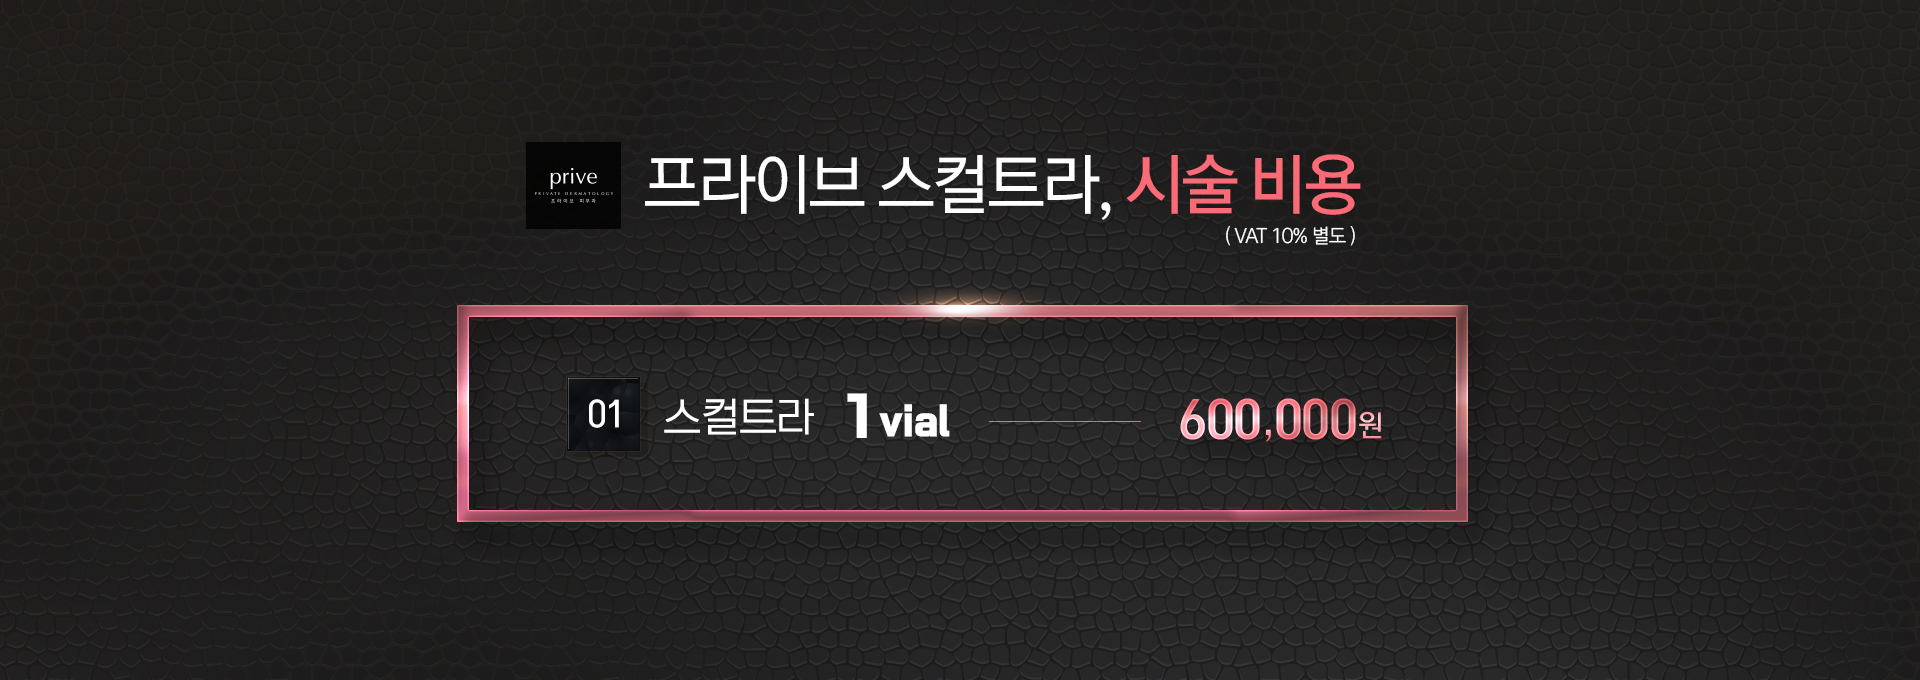 prive
PRIVATE DERMATOLOGY
프라이브 피부과
프라이브 스컬트라, 시술 비용
( VAT 10% 별도 )
01 스컬트라 1 vial 600,000원